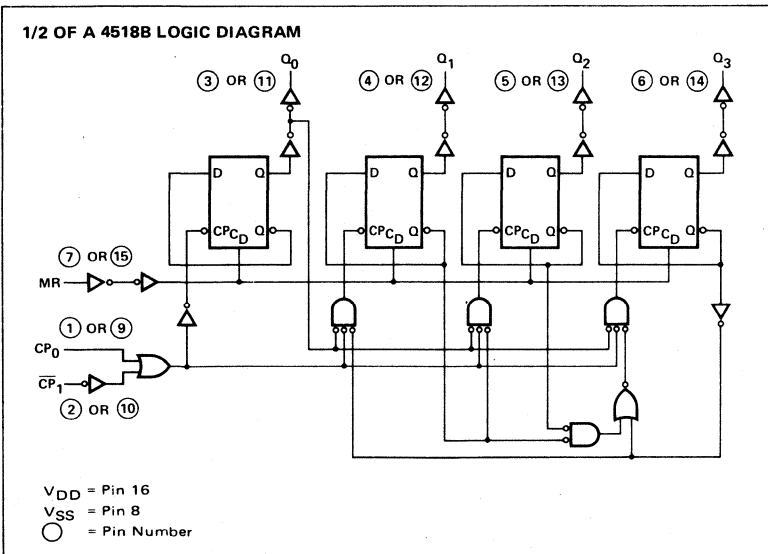 1/2 OF A 4518B LOGIC DIAGRAM
Q0 Q1 Q2 Q3
3 OR 11 4 OR 12 5 OR 13 6 OR 14
D Q D Q D Q D Q
CP CD Q CP CD Q CP CD Q CP CD Q
7 OR 15
MR
1 OR 9
CP0
CP1
2 OR 10
VDD = Pin 16
VSS = Pin 8
= Pin Number